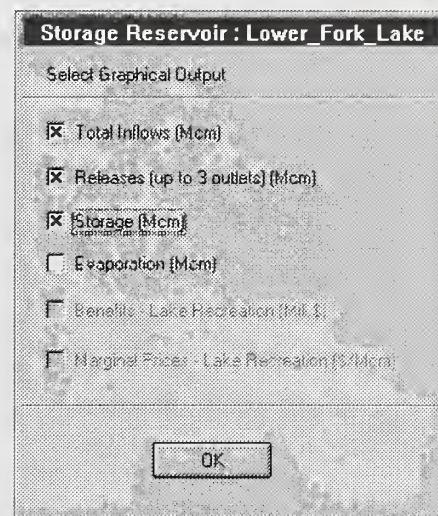 Storage Reservoir : Lower_Fork_Lake
Select Graphical Output
Total Inflows (Mcm)
Releases (up to 3 outlets) (Mcm)
Storage (Mcm)
Evaporation (Mcm)
Benefits - Lake Recreation (Mil $)
Marginal Prices - Lake Recreation ($/Mcm)
OK